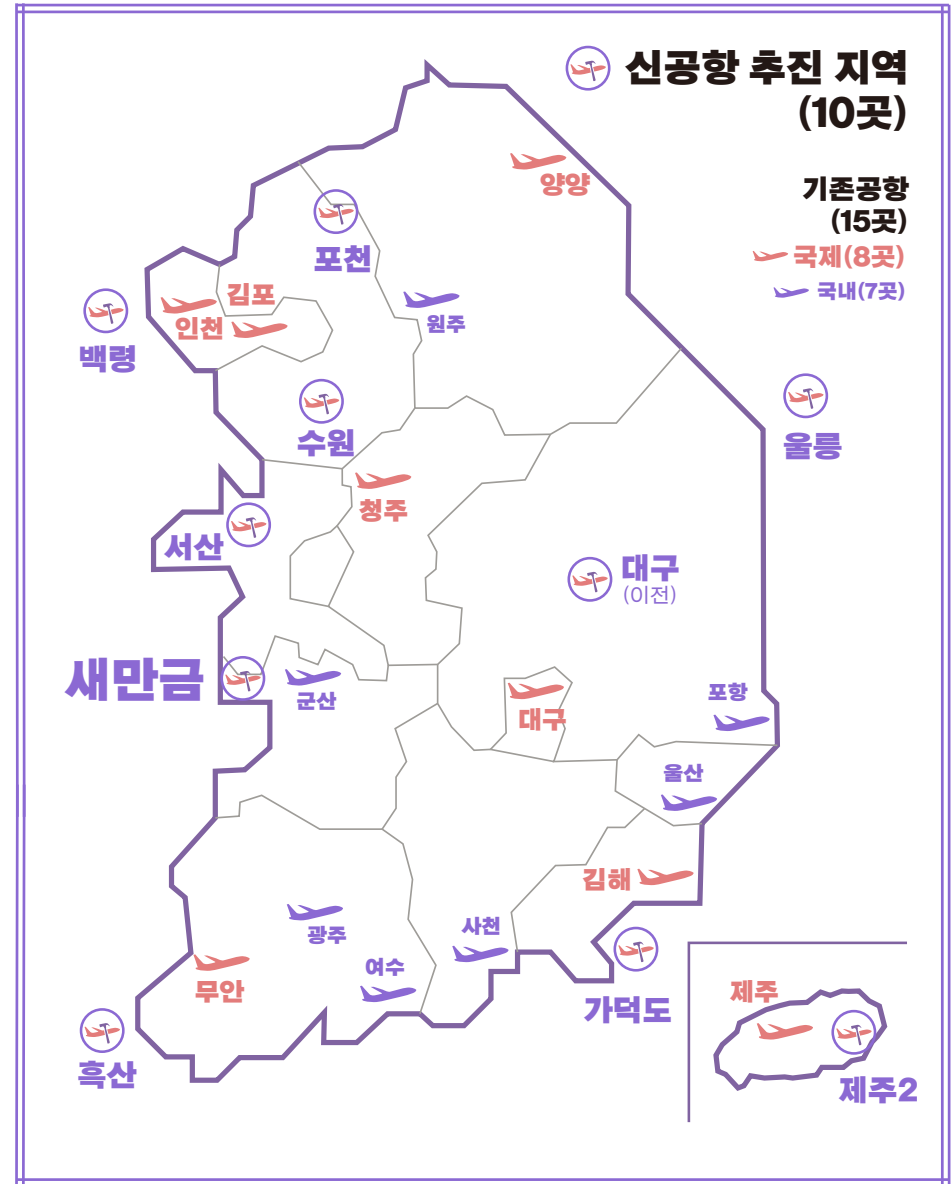 신공항 추진 지역
(10곳)
기존공항
(15곳)
국제(8곳)
국내(7곳)
양양
포천
김포
인천
원주
백령
수원
울릉
청주
서산
대구
(이전)
새만금
군산
대구
포항
울산
김해
광주
사천
여수
무안
가덕도
제주
흑산
제주2